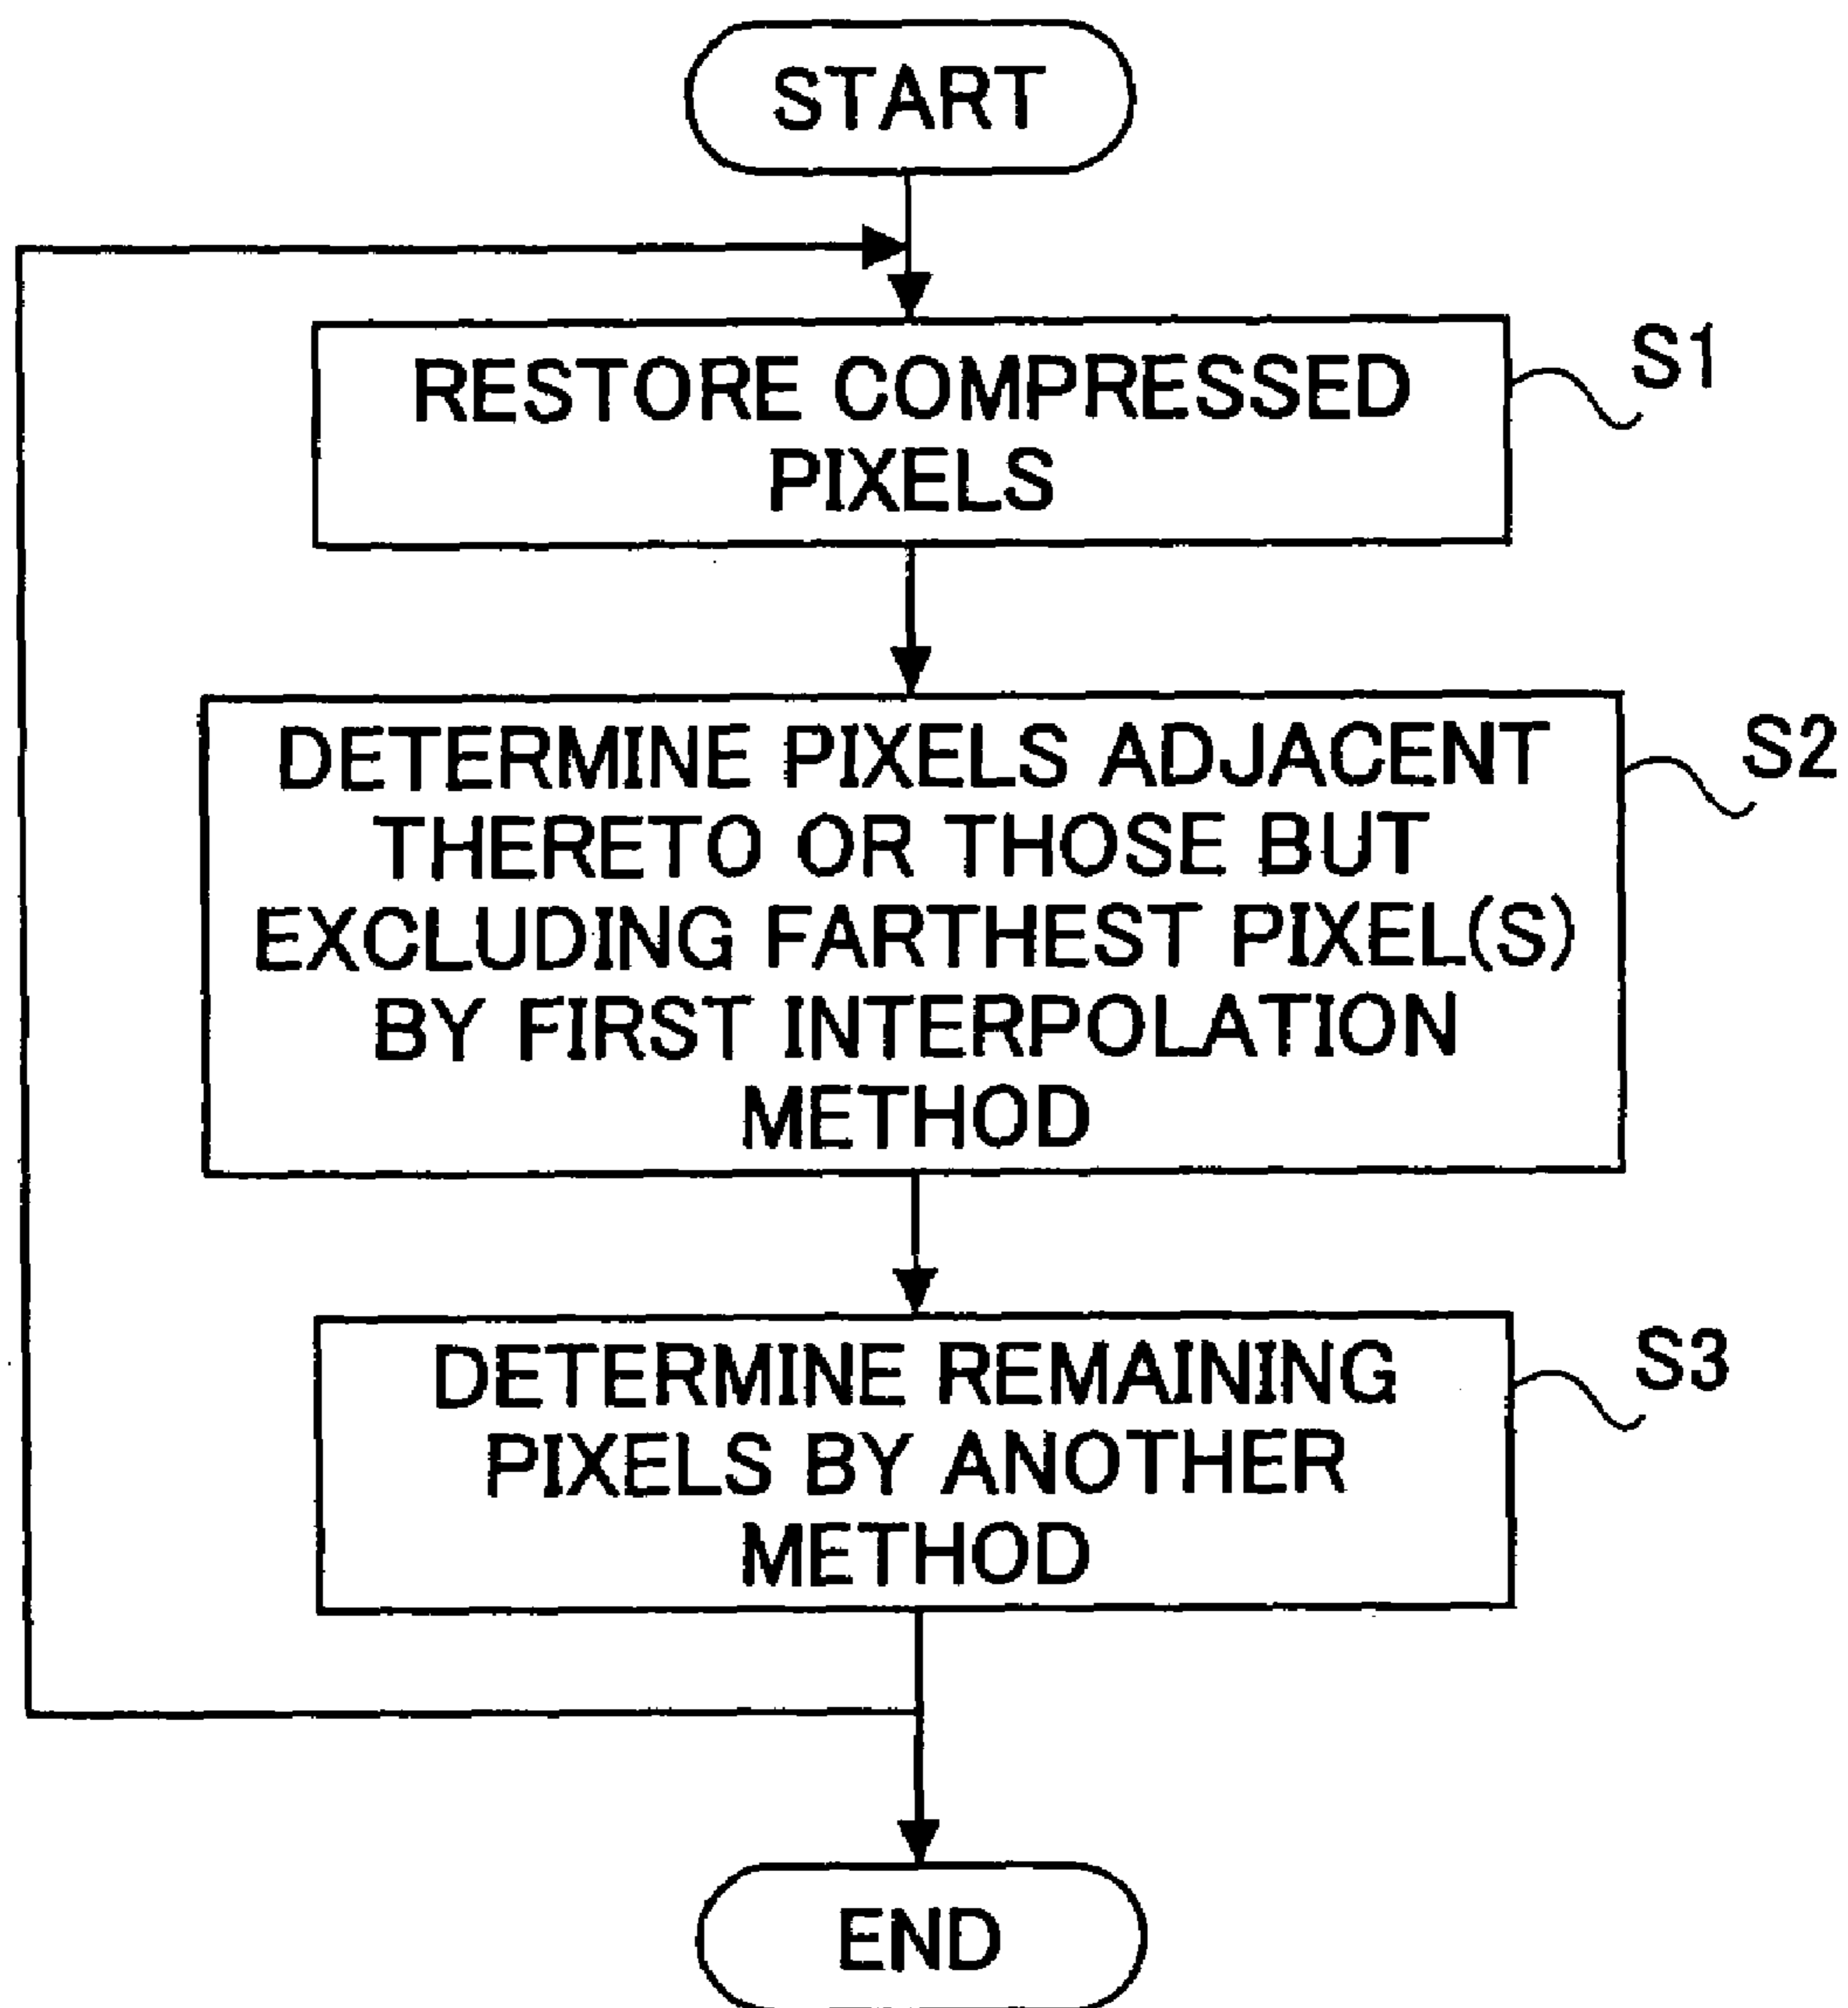 START
RESTORE COMPRESSED
PIXELS
S1
DETERMINE PIXELS ADJACENT
THERETO OR THOSE BUT
EXCLUDING FARTHEST PIXEL(S)
BY FIRST INTERPOLATION
METHOD
S2
DETERMINE REMAINING
PIXELS BY ANOTHER
METHOD
S3
END